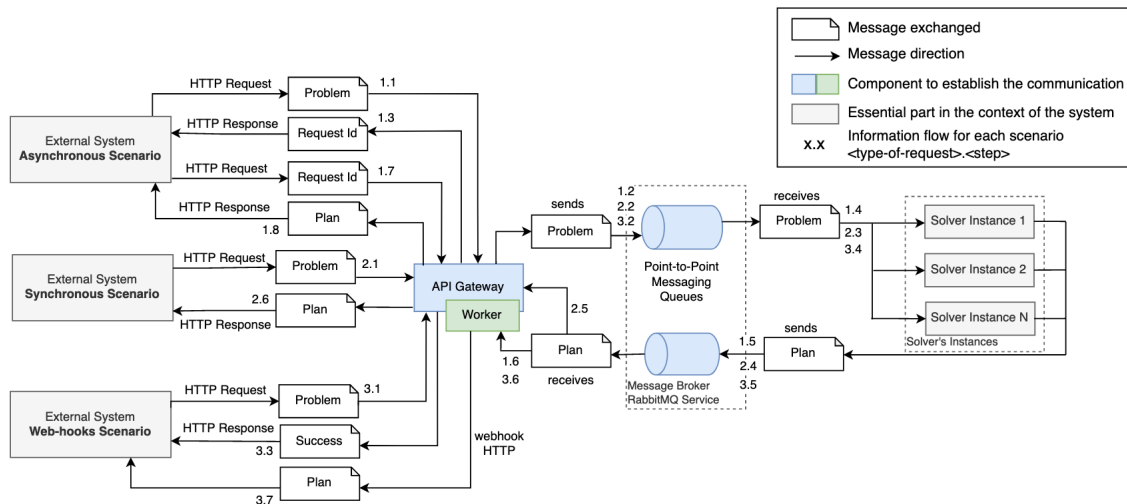 Message exchanged
Message direction
Component to establish the communication
Essential part in the context of the system
X.X
Information flow for each scenario
<type-of-request>.<step>
External System
Asynchronous Scenario
HTTP Request
Problem
1.1
HTTP Response
Request Id
1.3
HTTP Request
Request Id
1.7
HTTP Response
Plan
1.8
External System
Synchronous Scenario
HTTP Request
Problem
2.1
2.6
Plan
HTTP Response
External System
Web-hooks Scenario
HTTP Request
Problem
3.1
HTTP Response
Success
3.3
Plan
3.7
API Gateway
Worker
webhook
HTTP
sends
Problem
1.2
2.2
3.2
Point-to-Point
Messaging
Queues
Message Broker
RabbitMQ Service
receives
Problem
1.4
2.3
3.4
Solver Instance 1
Solver Instance 2
Solver Instance N
Solver's Instances
sends
Plan
1.5
2.4
3.5
2.5
Plan
receives
1.6
3.6